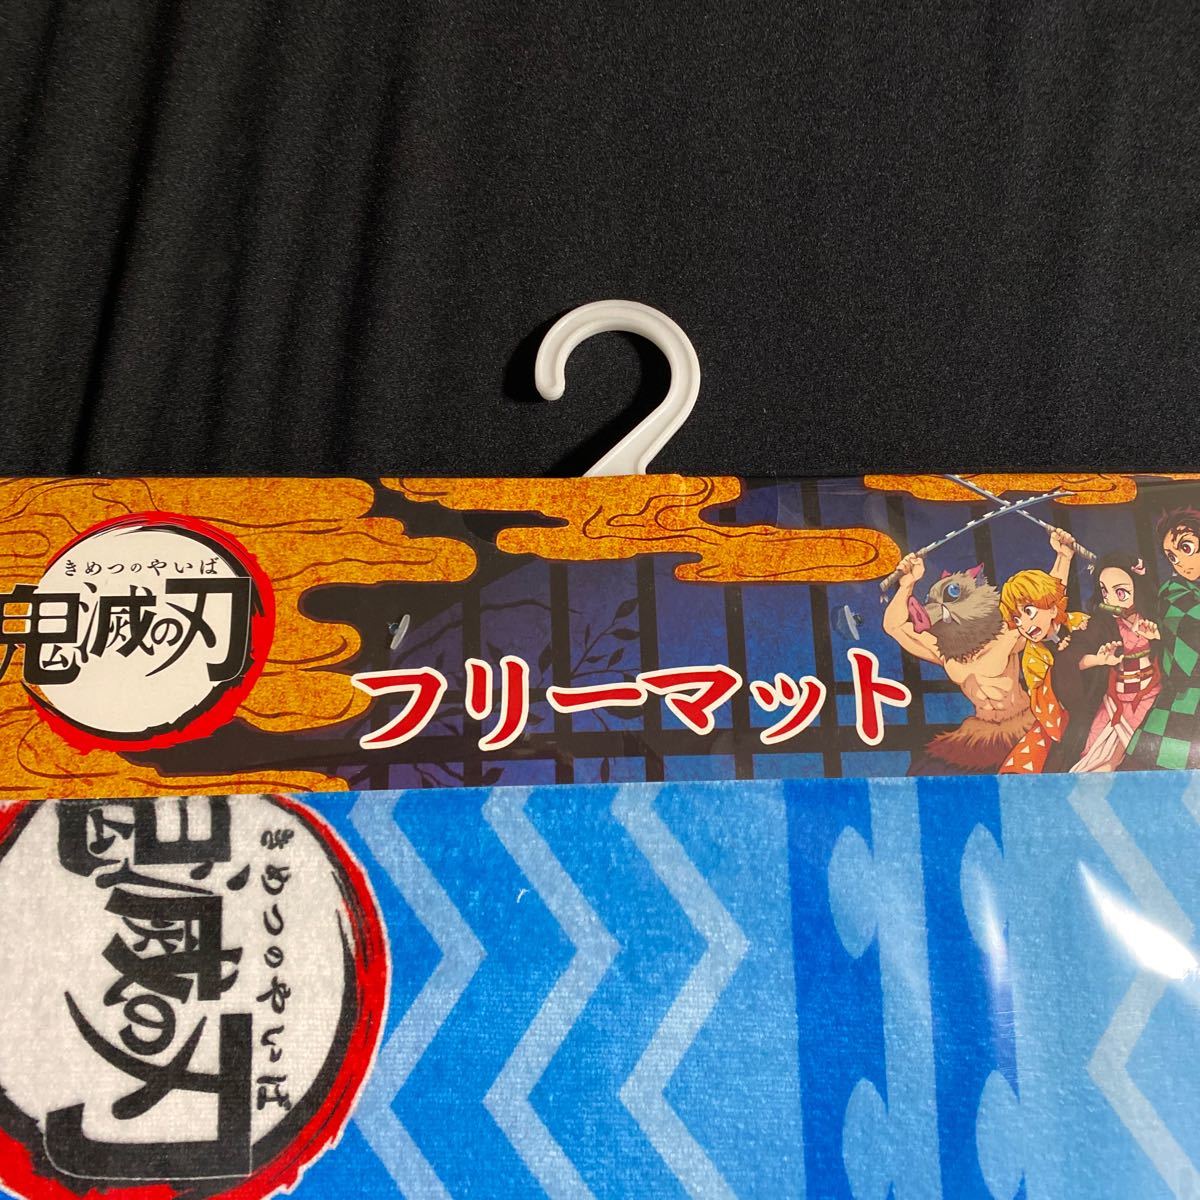 きめつのやいば
鬼滅の刃
フリーマット
きめつのやいば
鬼滅の刃